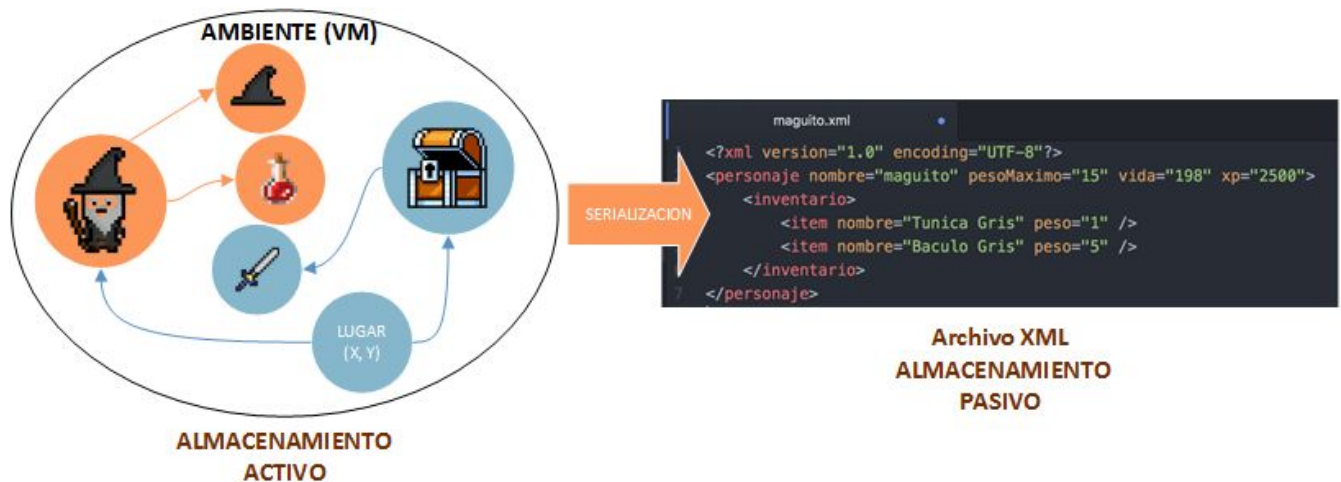 AMBIENTE (VM)
LUGAR
(X, Y)
ALMACENAMIENTO
ACTIVO
SERIALIZACION
maguito.xml
<?xml version="1.0" encoding="UTF-8"?>
<personaje nombre="maguito" pesoMaximo="15" vida="198" xp="2500">
<inventario>
<item nombre="Tunica Gris" peso="1" />
<item nombre="Baculo Gris" peso="5" />
</inventario>
7 </personaje>
Archivo XML
ALMACENAMIENTO
PASIVO